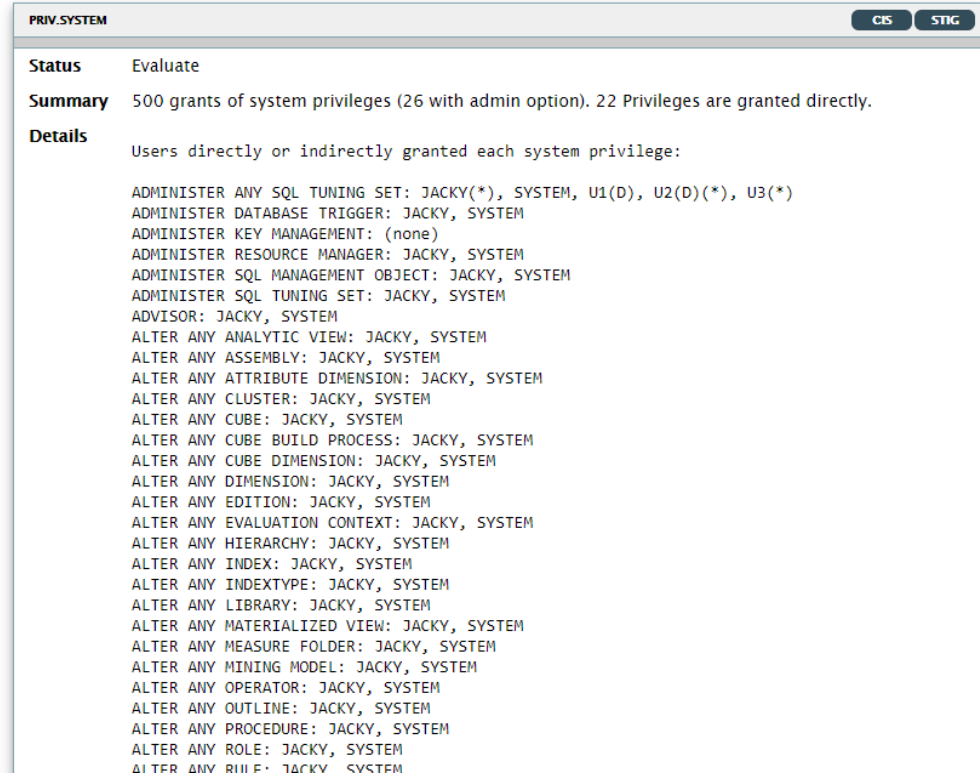 PRIV.SYSTEM CIS STIG
Status Evaluate
Summary 500 grants of system privileges (26 with admin option). 22 Privileges are granted directly.
Details
Users directly or indirectly granted each system privilege:
ADMINISTER ANY SQL TUNING SET: JACKY(*), SYSTEM, U1(D), U2(D)(*), U3(*)
ADMINISTER DATABASE TRIGGER: JACKY, SYSTEM
ADMINISTER KEY MANAGEMENT: (none)
ADMINISTER RESOURCE MANAGER: JACKY, SYSTEM
ADMINISTER SQL MANAGEMENT OBJECT: JACKY, SYSTEM
ADMINISTER SQL TUNING SET: JACKY, SYSTEM
ADVISOR: JACKY, SYSTEM
ALTER ANY ANALYTIC VIEW: JACKY, SYSTEM
ALTER ANY ASSEMBLY: JACKY, SYSTEM
ALTER ANY ATTRIBUTE DIMENSION: JACKY, SYSTEM
ALTER ANY CLUSTER: JACKY, SYSTEM
ALTER ANY CUBE: JACKY, SYSTEM
ALTER ANY CUBE BUILD PROCESS: JACKY, SYSTEM
ALTER ANY CUBE DIMENSION: JACKY, SYSTEM
ALTER ANY DIMENSION: JACKY, SYSTEM
ALTER ANY EDITION: JACKY, SYSTEM
ALTER ANY EVALUATION CONTEXT: JACKY, SYSTEM
ALTER ANY HIERARCHY: JACKY, SYSTEM
ALTER ANY INDEX: JACKY, SYSTEM
ALTER ANY INDEXTYPE: JACKY, SYSTEM
ALTER ANY LIBRARY: JACKY, SYSTEM
ALTER ANY MATERIALIZED VIEW: JACKY, SYSTEM
ALTER ANY MEASURE FOLDER: JACKY, SYSTEM
ALTER ANY MINING MODEL: JACKY, SYSTEM
ALTER ANY OPERATOR: JACKY, SYSTEM
ALTER ANY OUTLINE: JACKY, SYSTEM
ALTER ANY PROCEDURE: JACKY, SYSTEM
ALTER ANY ROLE: JACKY, SYSTEM
ALTER ANY RULE: JACKY, SYSTEM